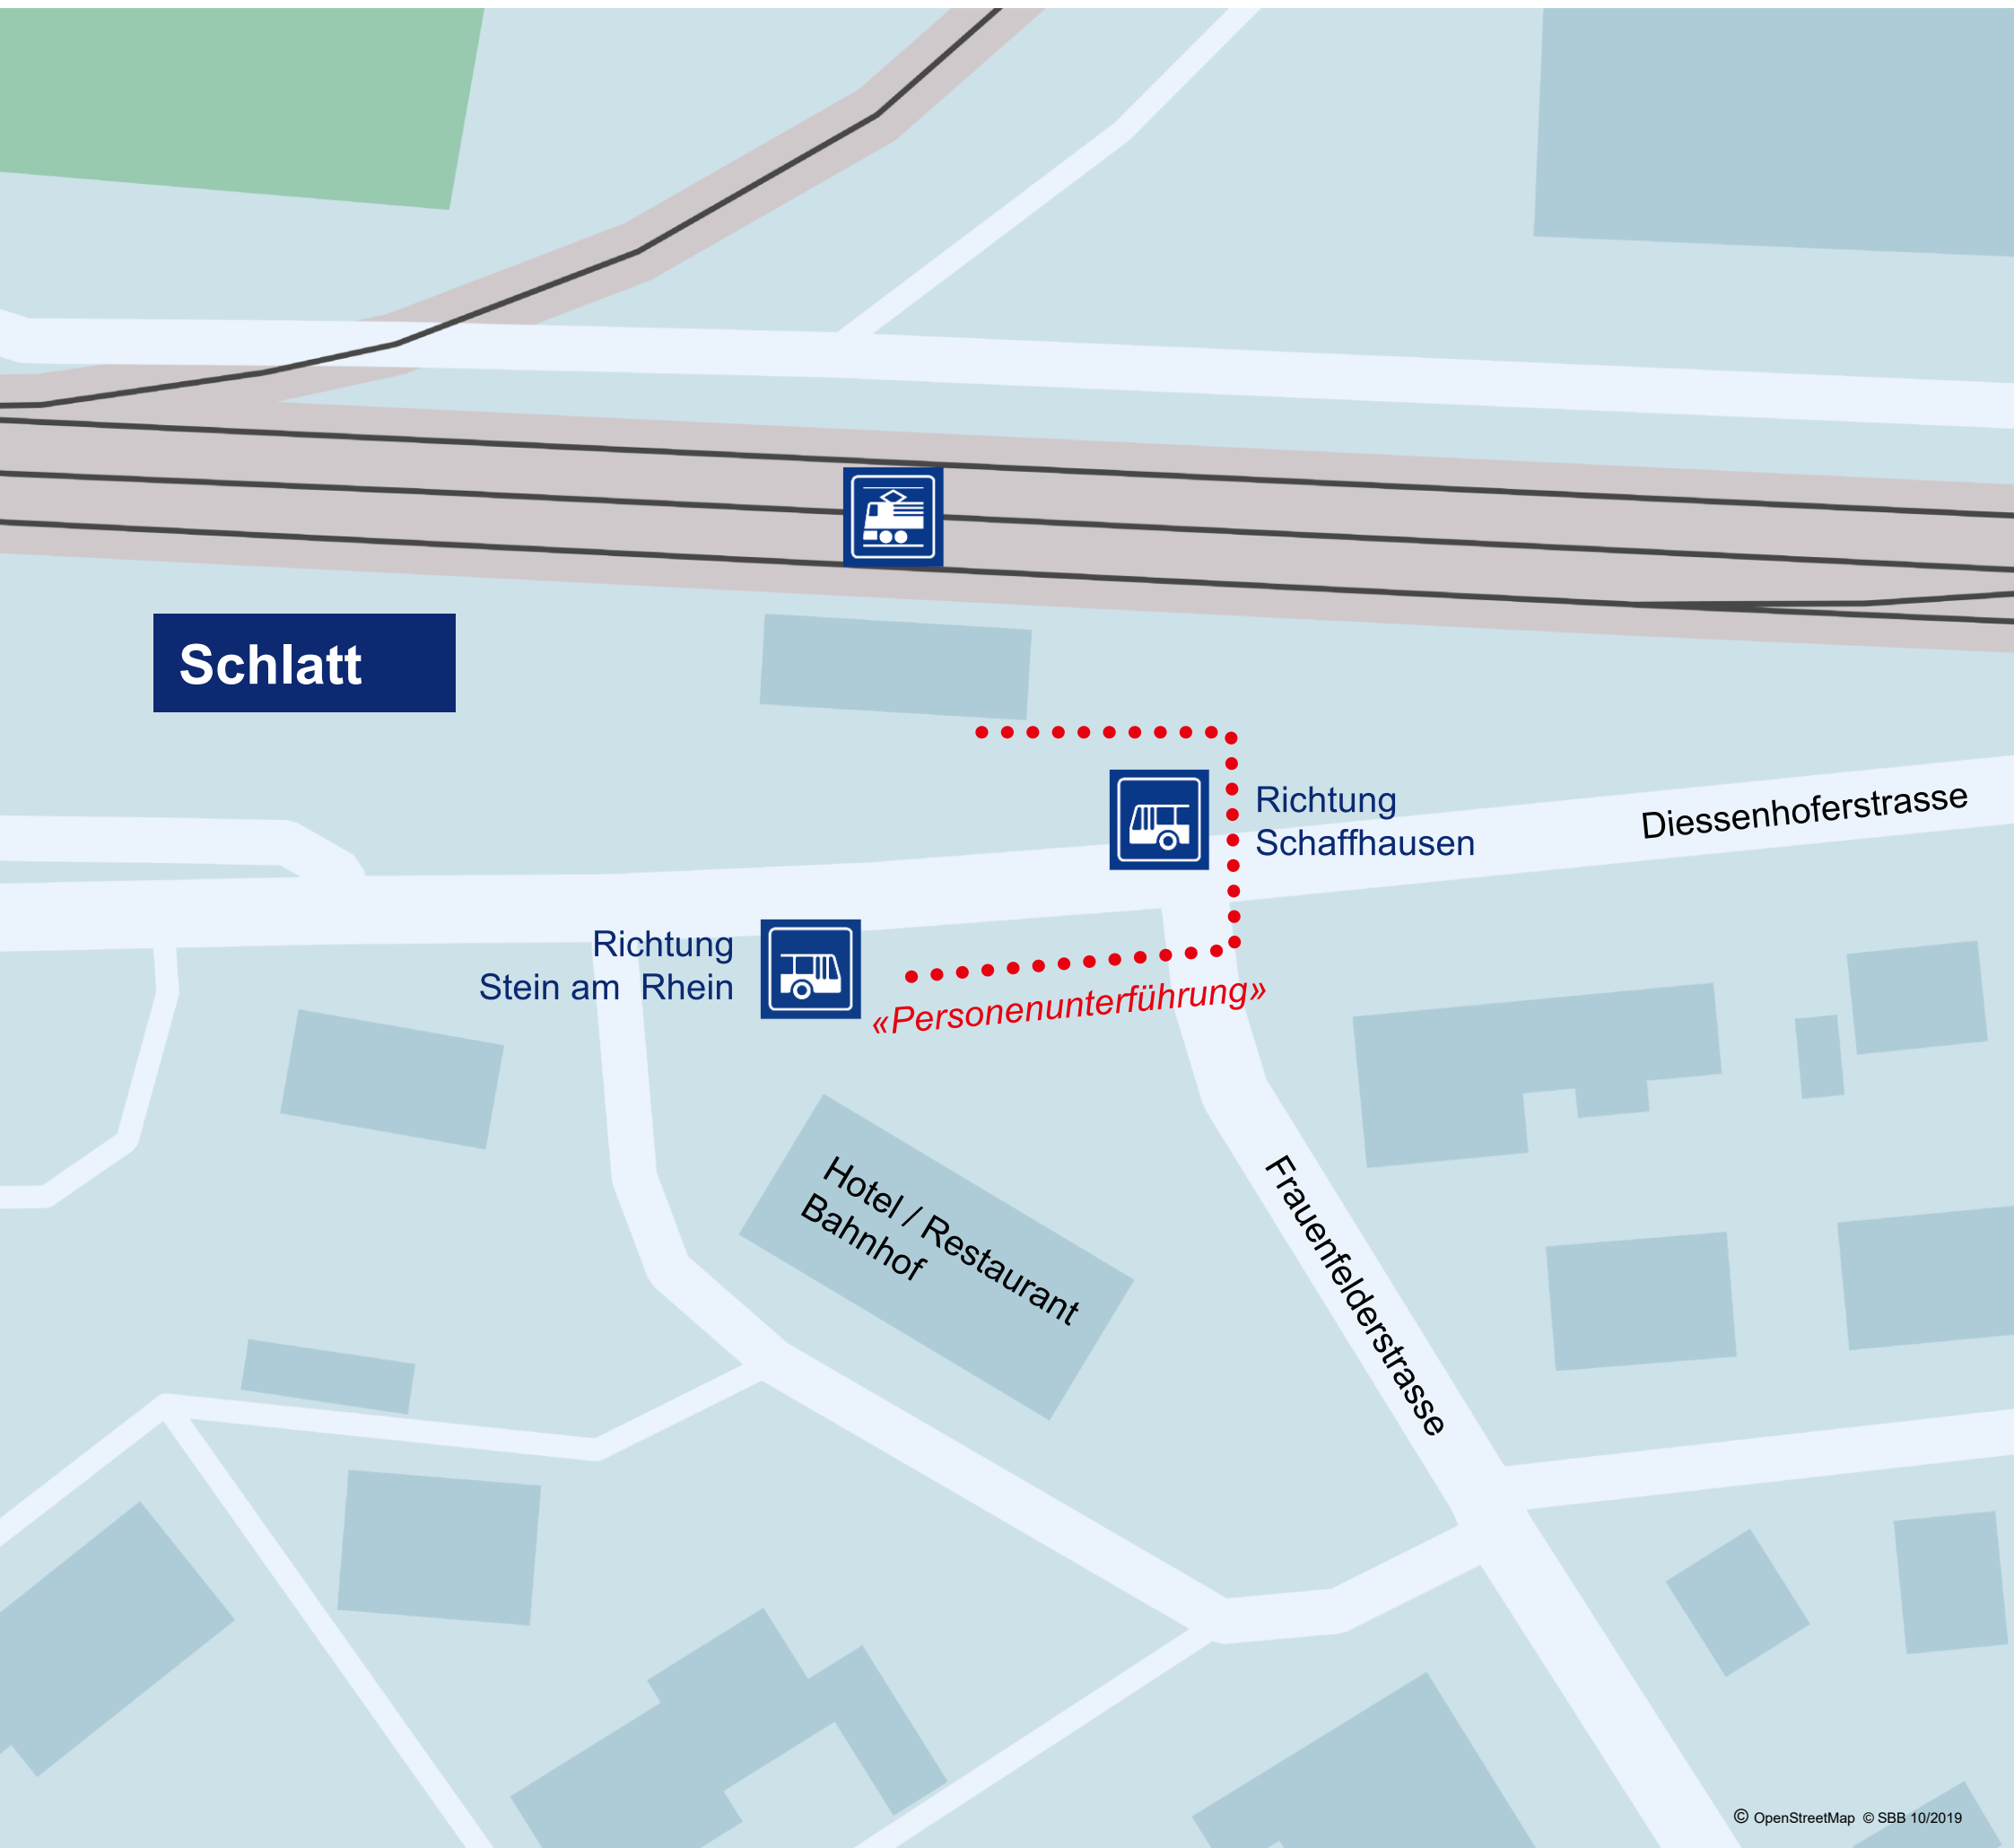 Schlatt
Richtung
Schaffhausen
Diessenhoferstrasse
Richtung
Stein am  Rhein
«Personenunterführung»
Hotel / Restaurant
Bahnhof
Frauenfelderstrasse
© OpenStreetMap  © SBB 10/2019